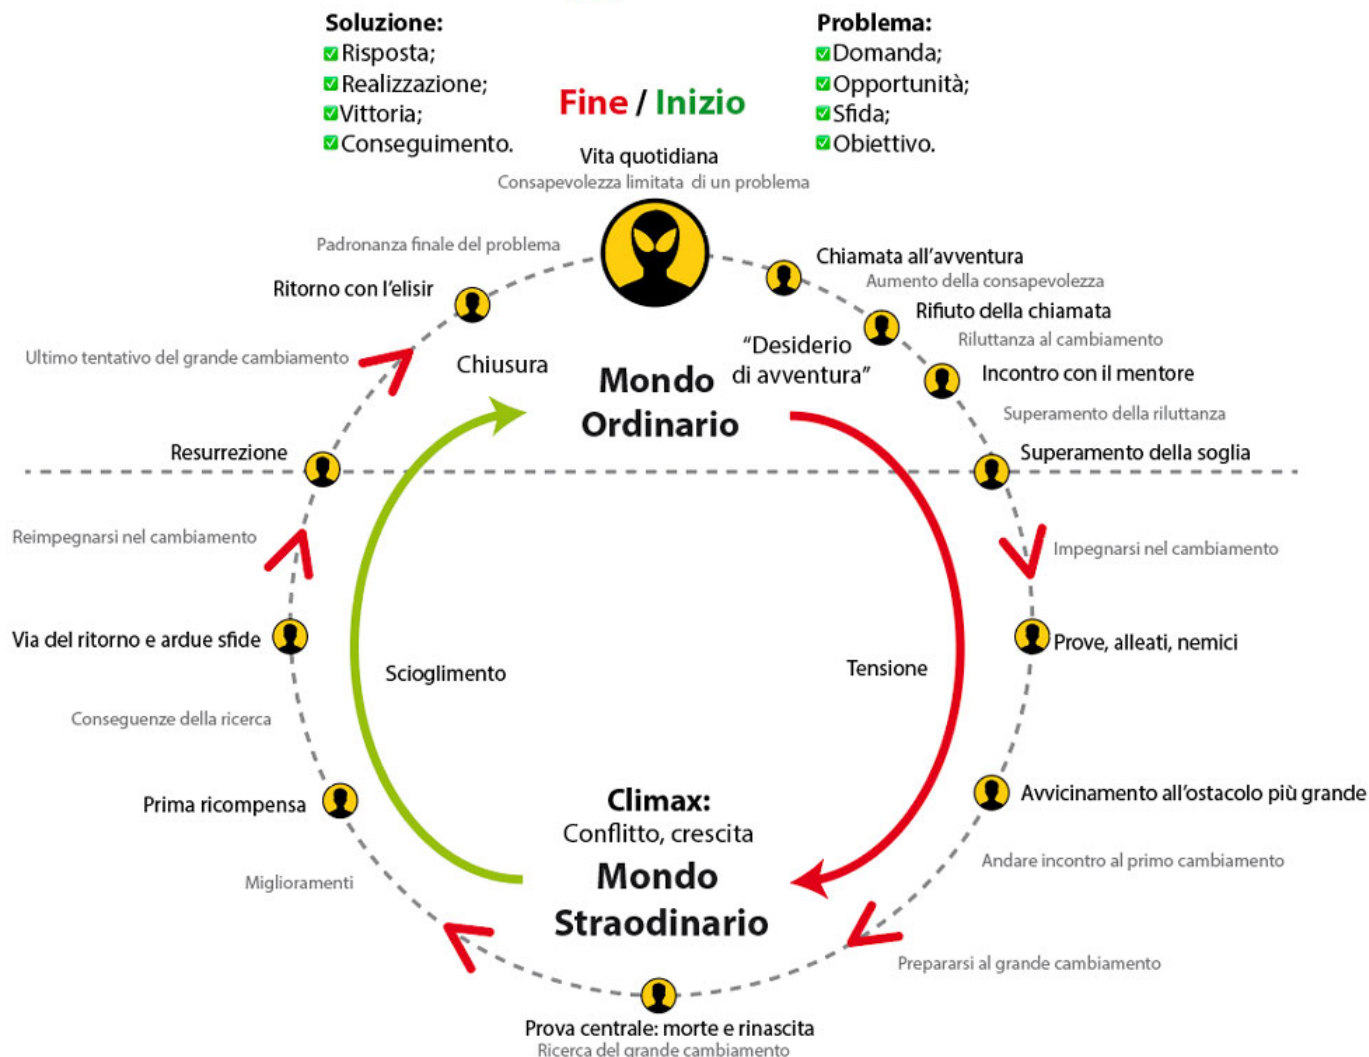 Soluzione:
Risposta;
Realizzazione;
Vittoria;
Conseguimento.
Problema:
Domanda;
Opportunità;
Sfida;
Obiettivo.
Fine / Inizio
Vita quotidiana
Consapevolezza limitata di un problema
Chiamata all’avventura
Aumento della consapevolezza
Rifiuto della chiamata
Riluttanza al cambiamento
Incontro con il mentore
Superamento della riluttanza
Superamento della soglia
Impegnarsi nel cambiamento
Prove, alleati, nemici
Avvicinamento all’ostacolo più grande
Andare incontro al primo cambiamento
Prepararsi al grande cambiamento
Prova centrale: morte e rinascita
Ricerca del grande cambiamento
Miglioramenti
Prima ricompensa
Conseguenze della ricerca
Via del ritorno e ardue sfide
Reimpegnarsi nel cambiamento
Resurrezione
Ultimo tentativo del grande cambiamento
Ritorno con l’elisir
Padronanza finale del problema
Chiusura
Mondo
Ordinario
“Desiderio
di avventura”
Scioglimento
Tensione
Climax:
Conflitto, crescita
Mondo
Straodinario